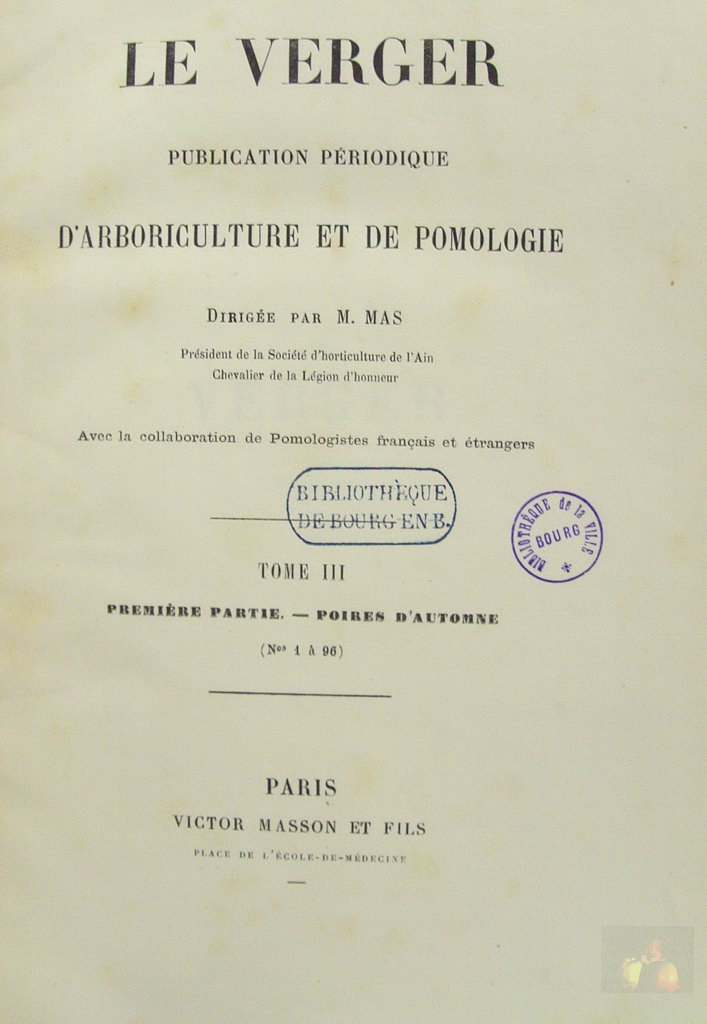 LE VERGER
PUBLICATION PÉRIODIQUE
D'ARBORICULTURE ET DE POMOLOGIE
DIRIGÉE PAR M. MAS
Président de la Société d'horticulture de l'Ain
Chevalier de la Légion d'honneur
Avec la collaboration de Pomologistes français et étrangers
BIBLIOTHÈQUE
DE BOURG EN B.
BIBLIOTHÈQUE de la VILLE
BOURG
*
TOME III
PREMIÈRE PARTIE. — POIRES D'AUTOMNE
(Nos 1 à 96)
PARIS
VICTOR MASSON ET FILS
PLACE DE L'ÉCOLE-DE-MÉDECINE